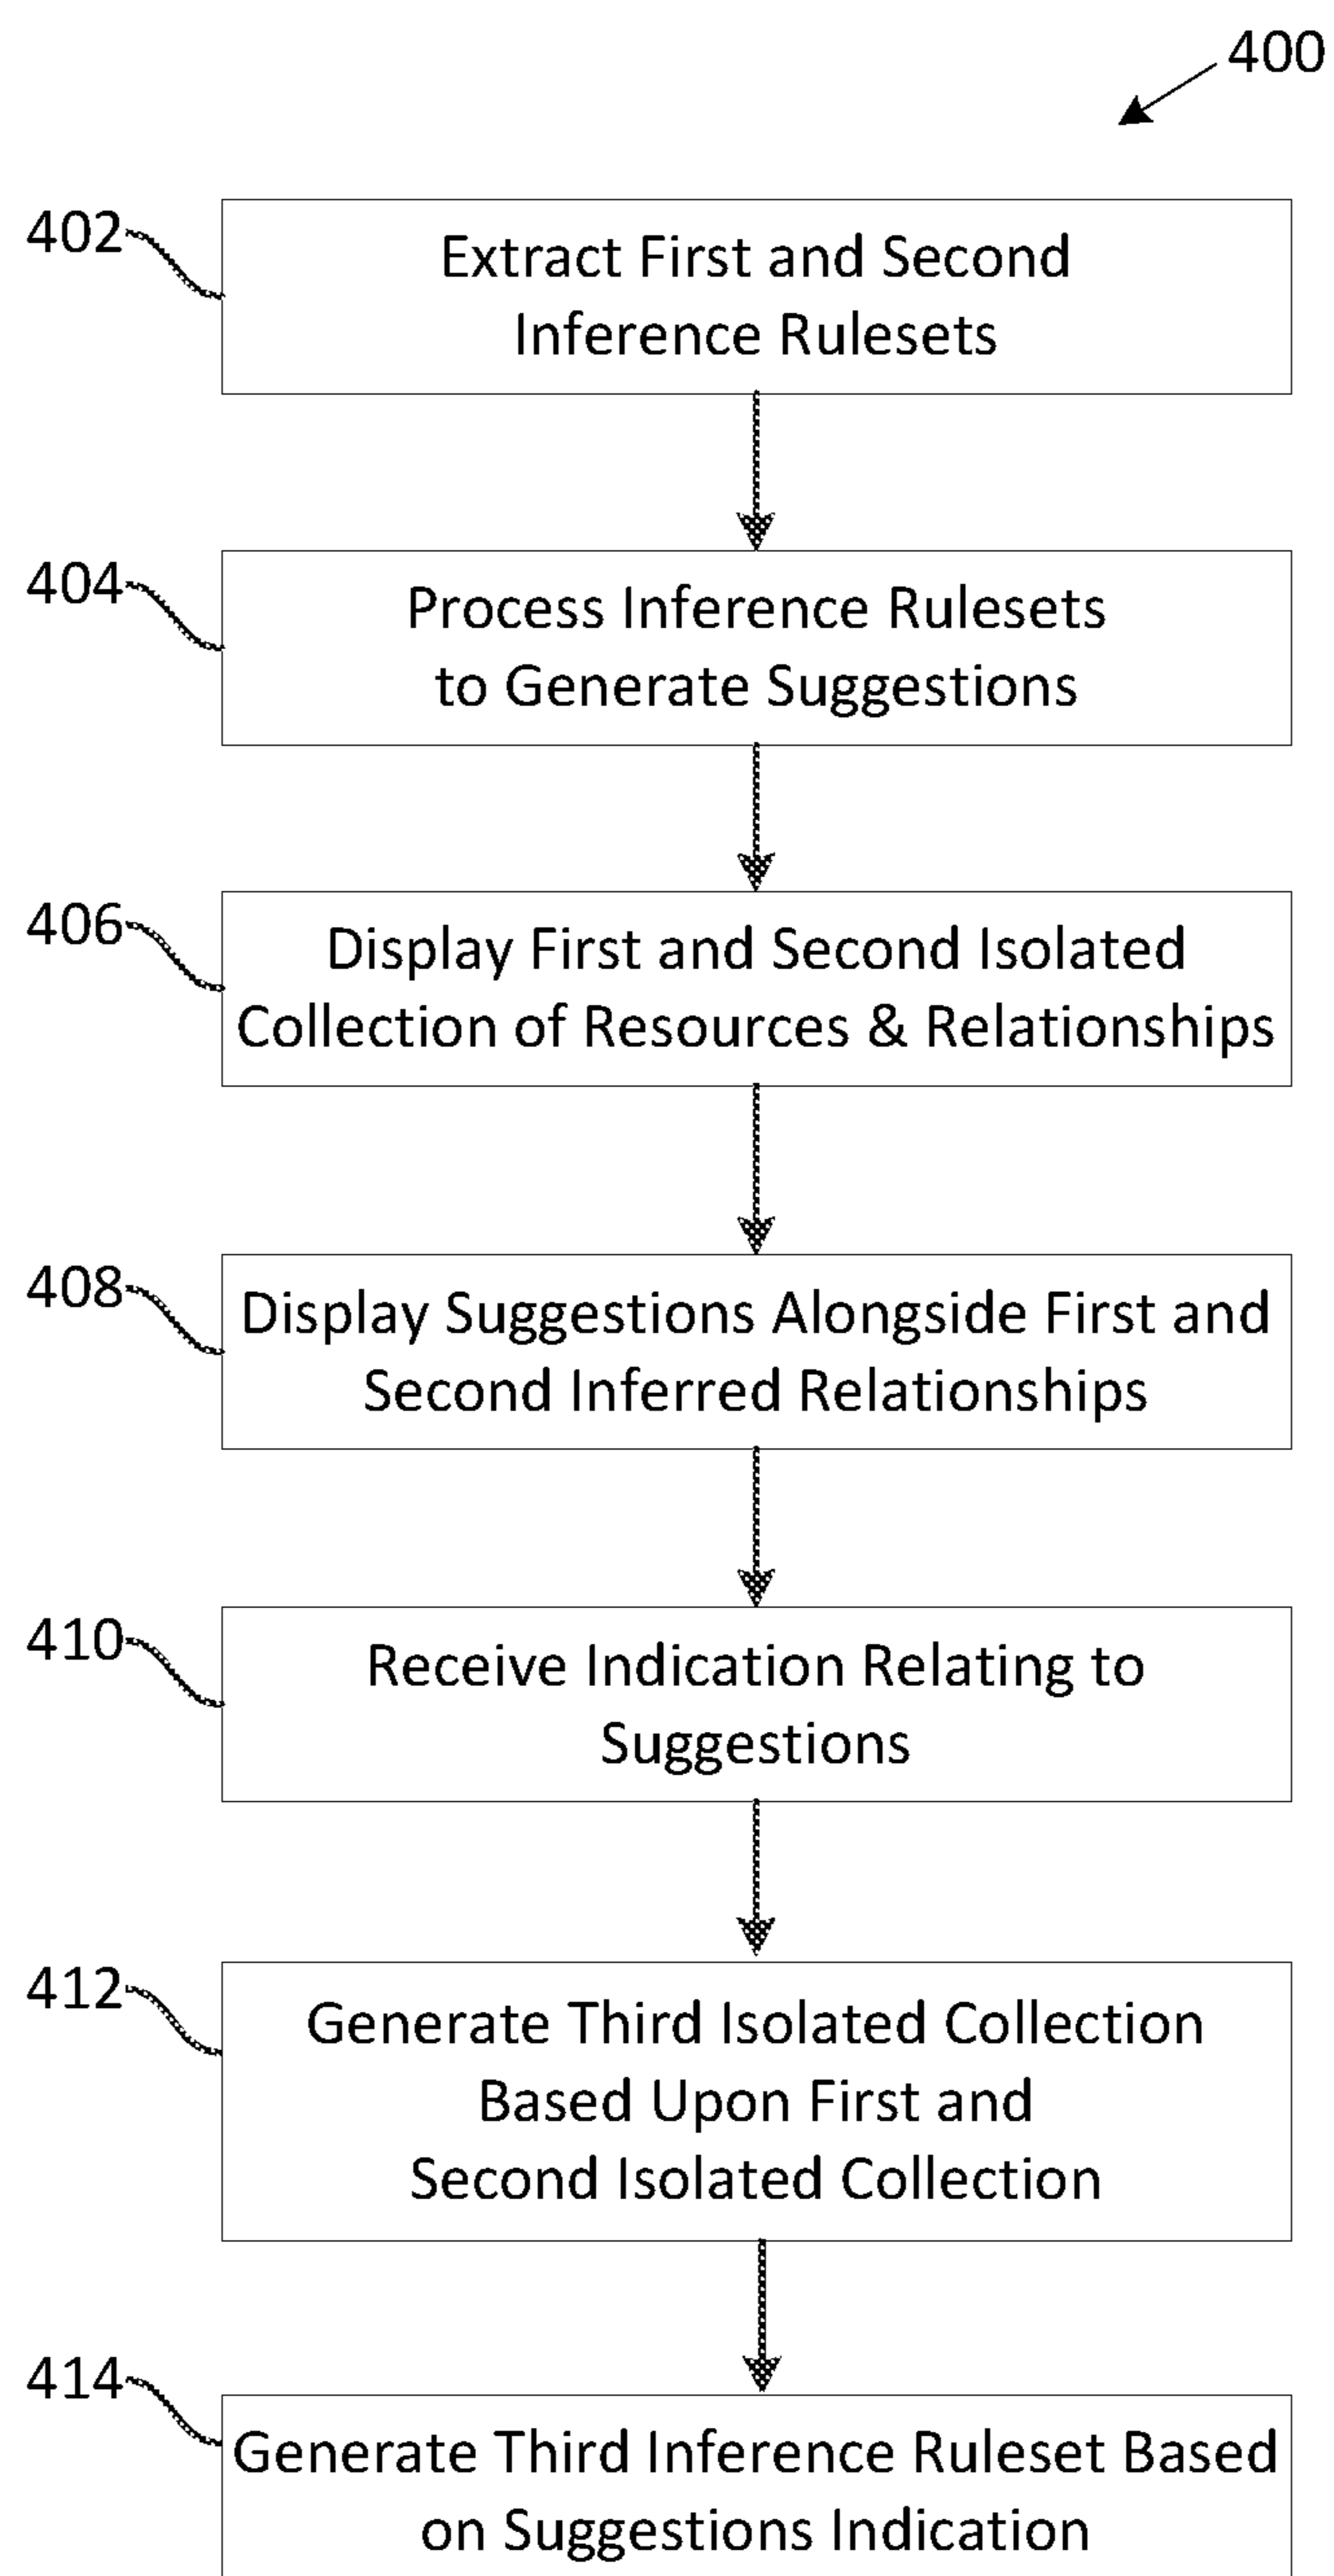 400
402
Extract First and Second
Inference Rulesets
404
Process Inference Rulesets
to Generate Suggestions
406
Display First and Second Isolated
Collection of Resources & Relationships
408
Display Suggestions Alongside First and
Second Inferred Relationships
410
Receive Indication Relating to
Suggestions
412
Generate Third Isolated Collection
Based Upon First and
Second Isolated Collection
414
Generate Third Inference Ruleset Based
on Suggestions Indication